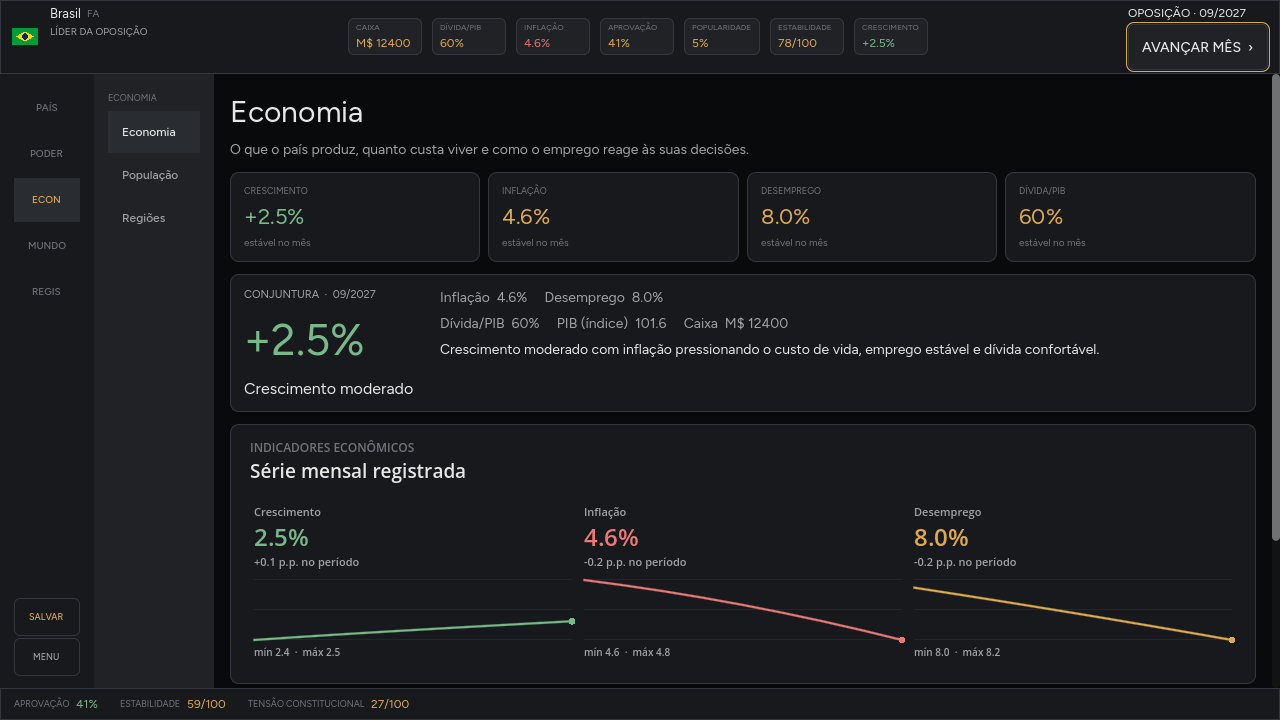 Brasil FA
LÍDER DA OPOSIÇÃO
CAIXA
M$ 12400
DÍVIDA/PIB
60%
INFLAÇÃO
4.6%
APROVAÇÃO
41%
POPULARIDADE
5%
ESTABILIDADE
78/100
CRESCIMENTO
+2.5%
OPOSIÇÃO · 09/2027
AVANÇAR MÊS ›
PAÍS
PODER
ECON
MUNDO
REGIS
SALVAR
MENU
ECONOMIA
Economia
População
Regiões
Economia
O que o país produz, quanto custa viver e como o emprego reage às suas decisões.
CRESCIMENTO
+2.5%
estável no mês
INFLAÇÃO
4.6%
estável no mês
DESEMPREGO
8.0%
estável no mês
DÍVIDA/PIB
60%
estável no mês
CONJUNTURA · 09/2027
+2.5%
Crescimento moderado
Inflação 4.6% Desemprego 8.0%
Dívida/PIB 60% PIB (índice) 101.6 Caixa M$ 12400
Crescimento moderado com inflação pressionando o custo de vida, emprego estável e dívida confortável.
INDICADORES ECONÔMICOS
Série mensal registrada
Crescimento
2.5%
+0.1 p.p. no período
mín 2.4 · máx 2.5
Inflação
4.6%
-0.2 p.p. no período
mín 4.6 · máx 4.8
Desemprego
8.0%
-0.2 p.p. no período
mín 8.0 · máx 8.2
APROVAÇÃO 41% ESTABILIDADE 59/100 TENSÃO CONSTITUCIONAL 27/100